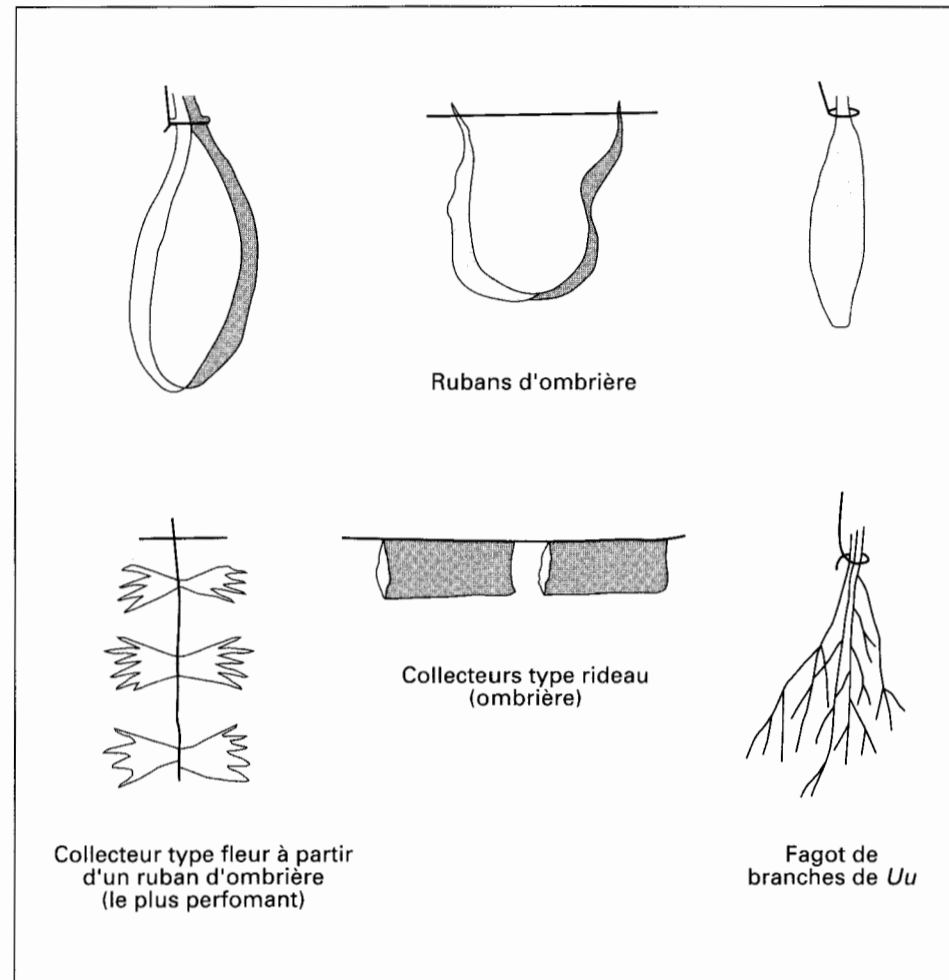 Rubans d'ombrière
Collecteurs type rideau
(ombrière)
Collecteur type fleur à partir
d'un ruban d'ombrière
(le plus perfomant)
Fagot de
branches de Uu